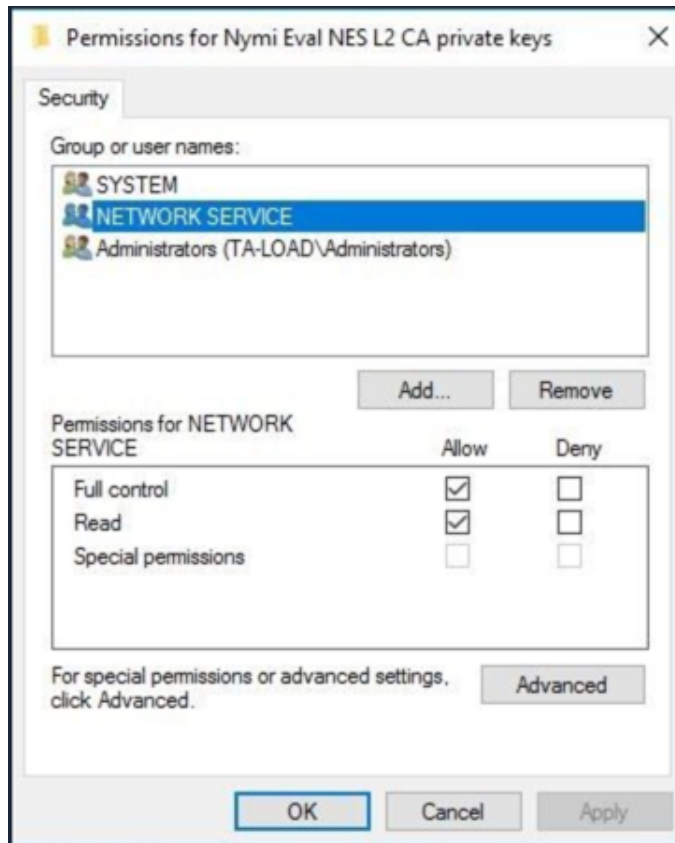 Permissions for Nymi Eval NES L2 CA private keys
Security
Group or user names:
SYSTEM
NETWORK SERVICE
Administrators (TA-LOAD\Administrators)
Add...
Remove
Permissions for NETWORK
SERVICE
Allow
Deny
Full control
Read
Special permissions
For special permissions or advanced settings,
click Advanced.
Advanced
OK
Cancel
Apply